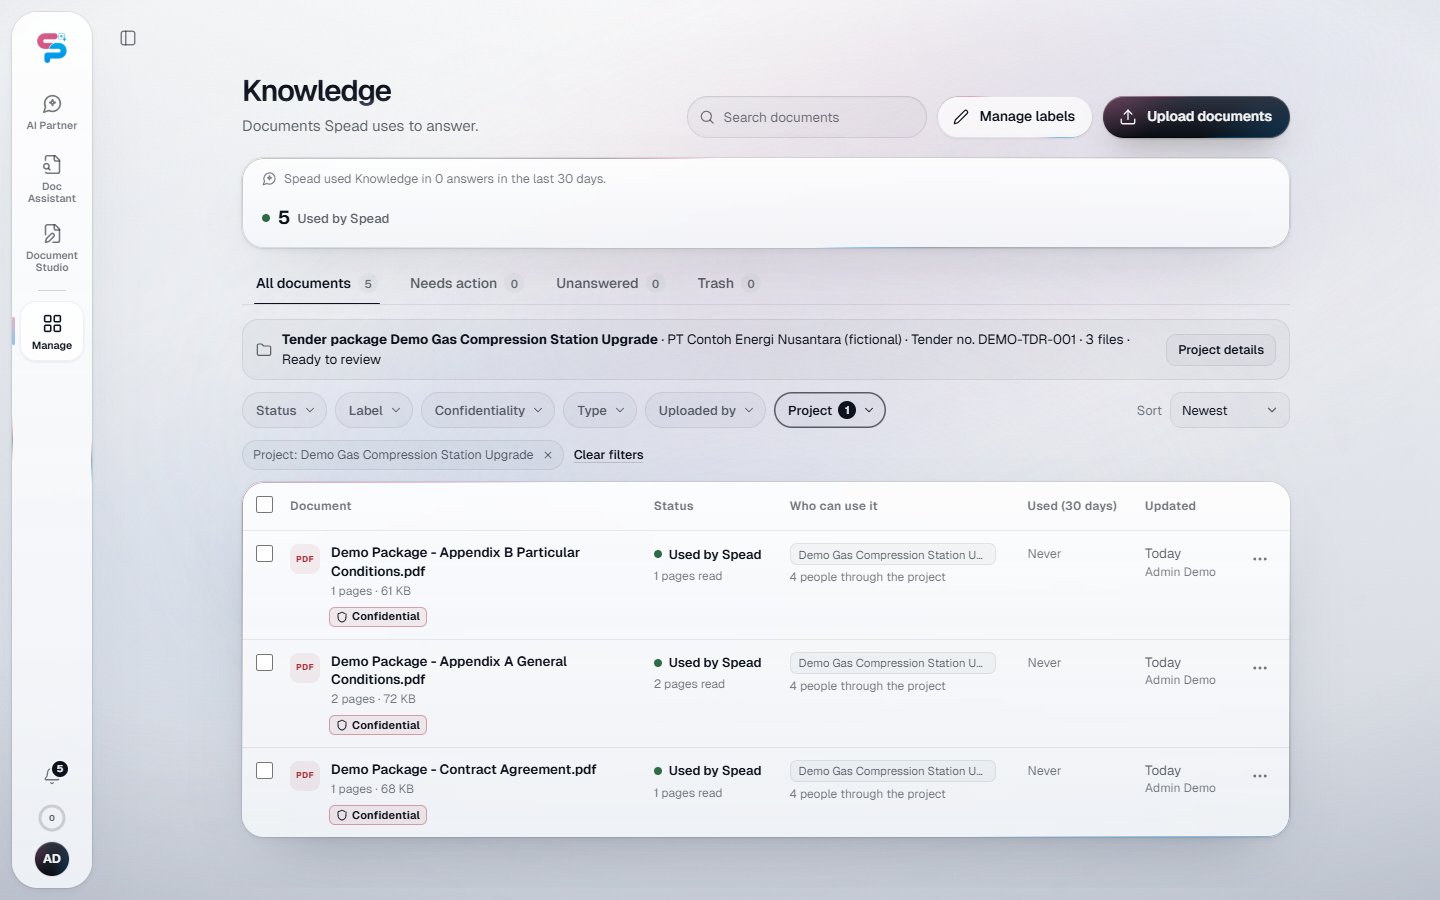 AI Partner
Doc
Assistant
Document
Studio
Manage
5
0
AD
Knowledge
Documents Spead uses to answer.
Search documents
Manage labels
Upload documents
Spead used Knowledge in 0 answers in the last 30 days.
5 Used by Spead
All documents 5
Needs action 0
Unanswered 0
Trash 0
Tender package Demo Gas Compression Station Upgrade · PT Contoh Energi Nusantara (fictional) · Tender no. DEMO-TDR-001 · 3 files ·
Ready to review
Project details
Status
Label
Confidentiality
Type
Uploaded by
Project 1
Sort
Newest
Project: Demo Gas Compression Station Upgrade ×
Clear filters
Document
Status
Who can use it
Used (30 days)
Updated
PDF
Demo Package - Appendix B Particular
Conditions.pdf
1 pages · 61 KB
Confidential
Used by Spead
1 pages read
Demo Gas Compression Station U...
4 people through the project
Never
Today
Admin Demo
PDF
Demo Package - Appendix A General
Conditions.pdf
2 pages · 72 KB
Confidential
Used by Spead
2 pages read
Demo Gas Compression Station U...
4 people through the project
Never
Today
Admin Demo
PDF
Demo Package - Contract Agreement.pdf
1 pages · 68 KB
Confidential
Used by Spead
1 pages read
Demo Gas Compression Station U...
4 people through the project
Never
Today
Admin Demo